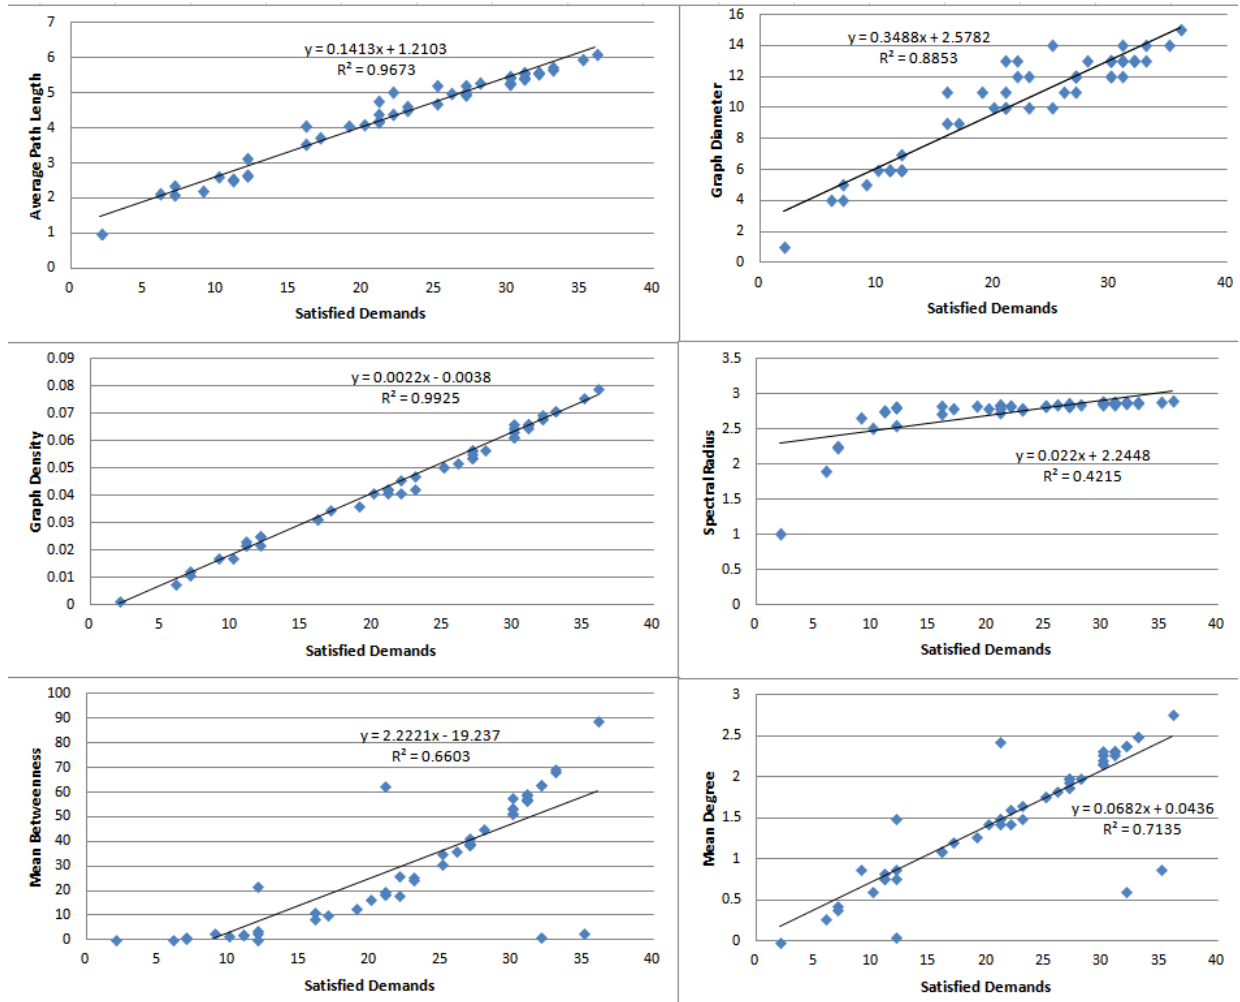 Average Path Length
7
6
5
4
3
2
1
0
y = 0.1413x + 1.2103
R² = 0.9673
0 5 10 15 20 25 30 35 40
Satisfied Demands
Graph Diameter
16
14
12
10
8
6
4
2
0
y = 0.3488x + 2.5782
R² = 0.8853
0 10 20 30 40
Satisfied Demands
Graph Density
0.09
0.08
0.07
0.06
0.05
0.04
0.03
0.02
0.01
0
y = 0.0022x - 0.0038
R² = 0.9925
0 5 10 15 20 25 30 35 40
Satisfied Demands
Spectral Radius
3.5
3
2.5
2
1.5
1
0.5
0
y = 0.022x + 2.2448
R² = 0.4215
0 5 10 15 20 25 30 35 40
Satisfied Demands
Mean Betweenness
100
90
80
70
60
50
40
30
20
10
0
y = 2.2221x - 19.237
R² = 0.6603
0 5 10 15 20 25 30 35 40
Satisfied Demands
Mean Degree
3
2.5
2
1.5
1
0.5
0
y = 0.0682x + 0.0436
R² = 0.7135
0 5 10 15 20 25 30 35 40
Satisfied Demands